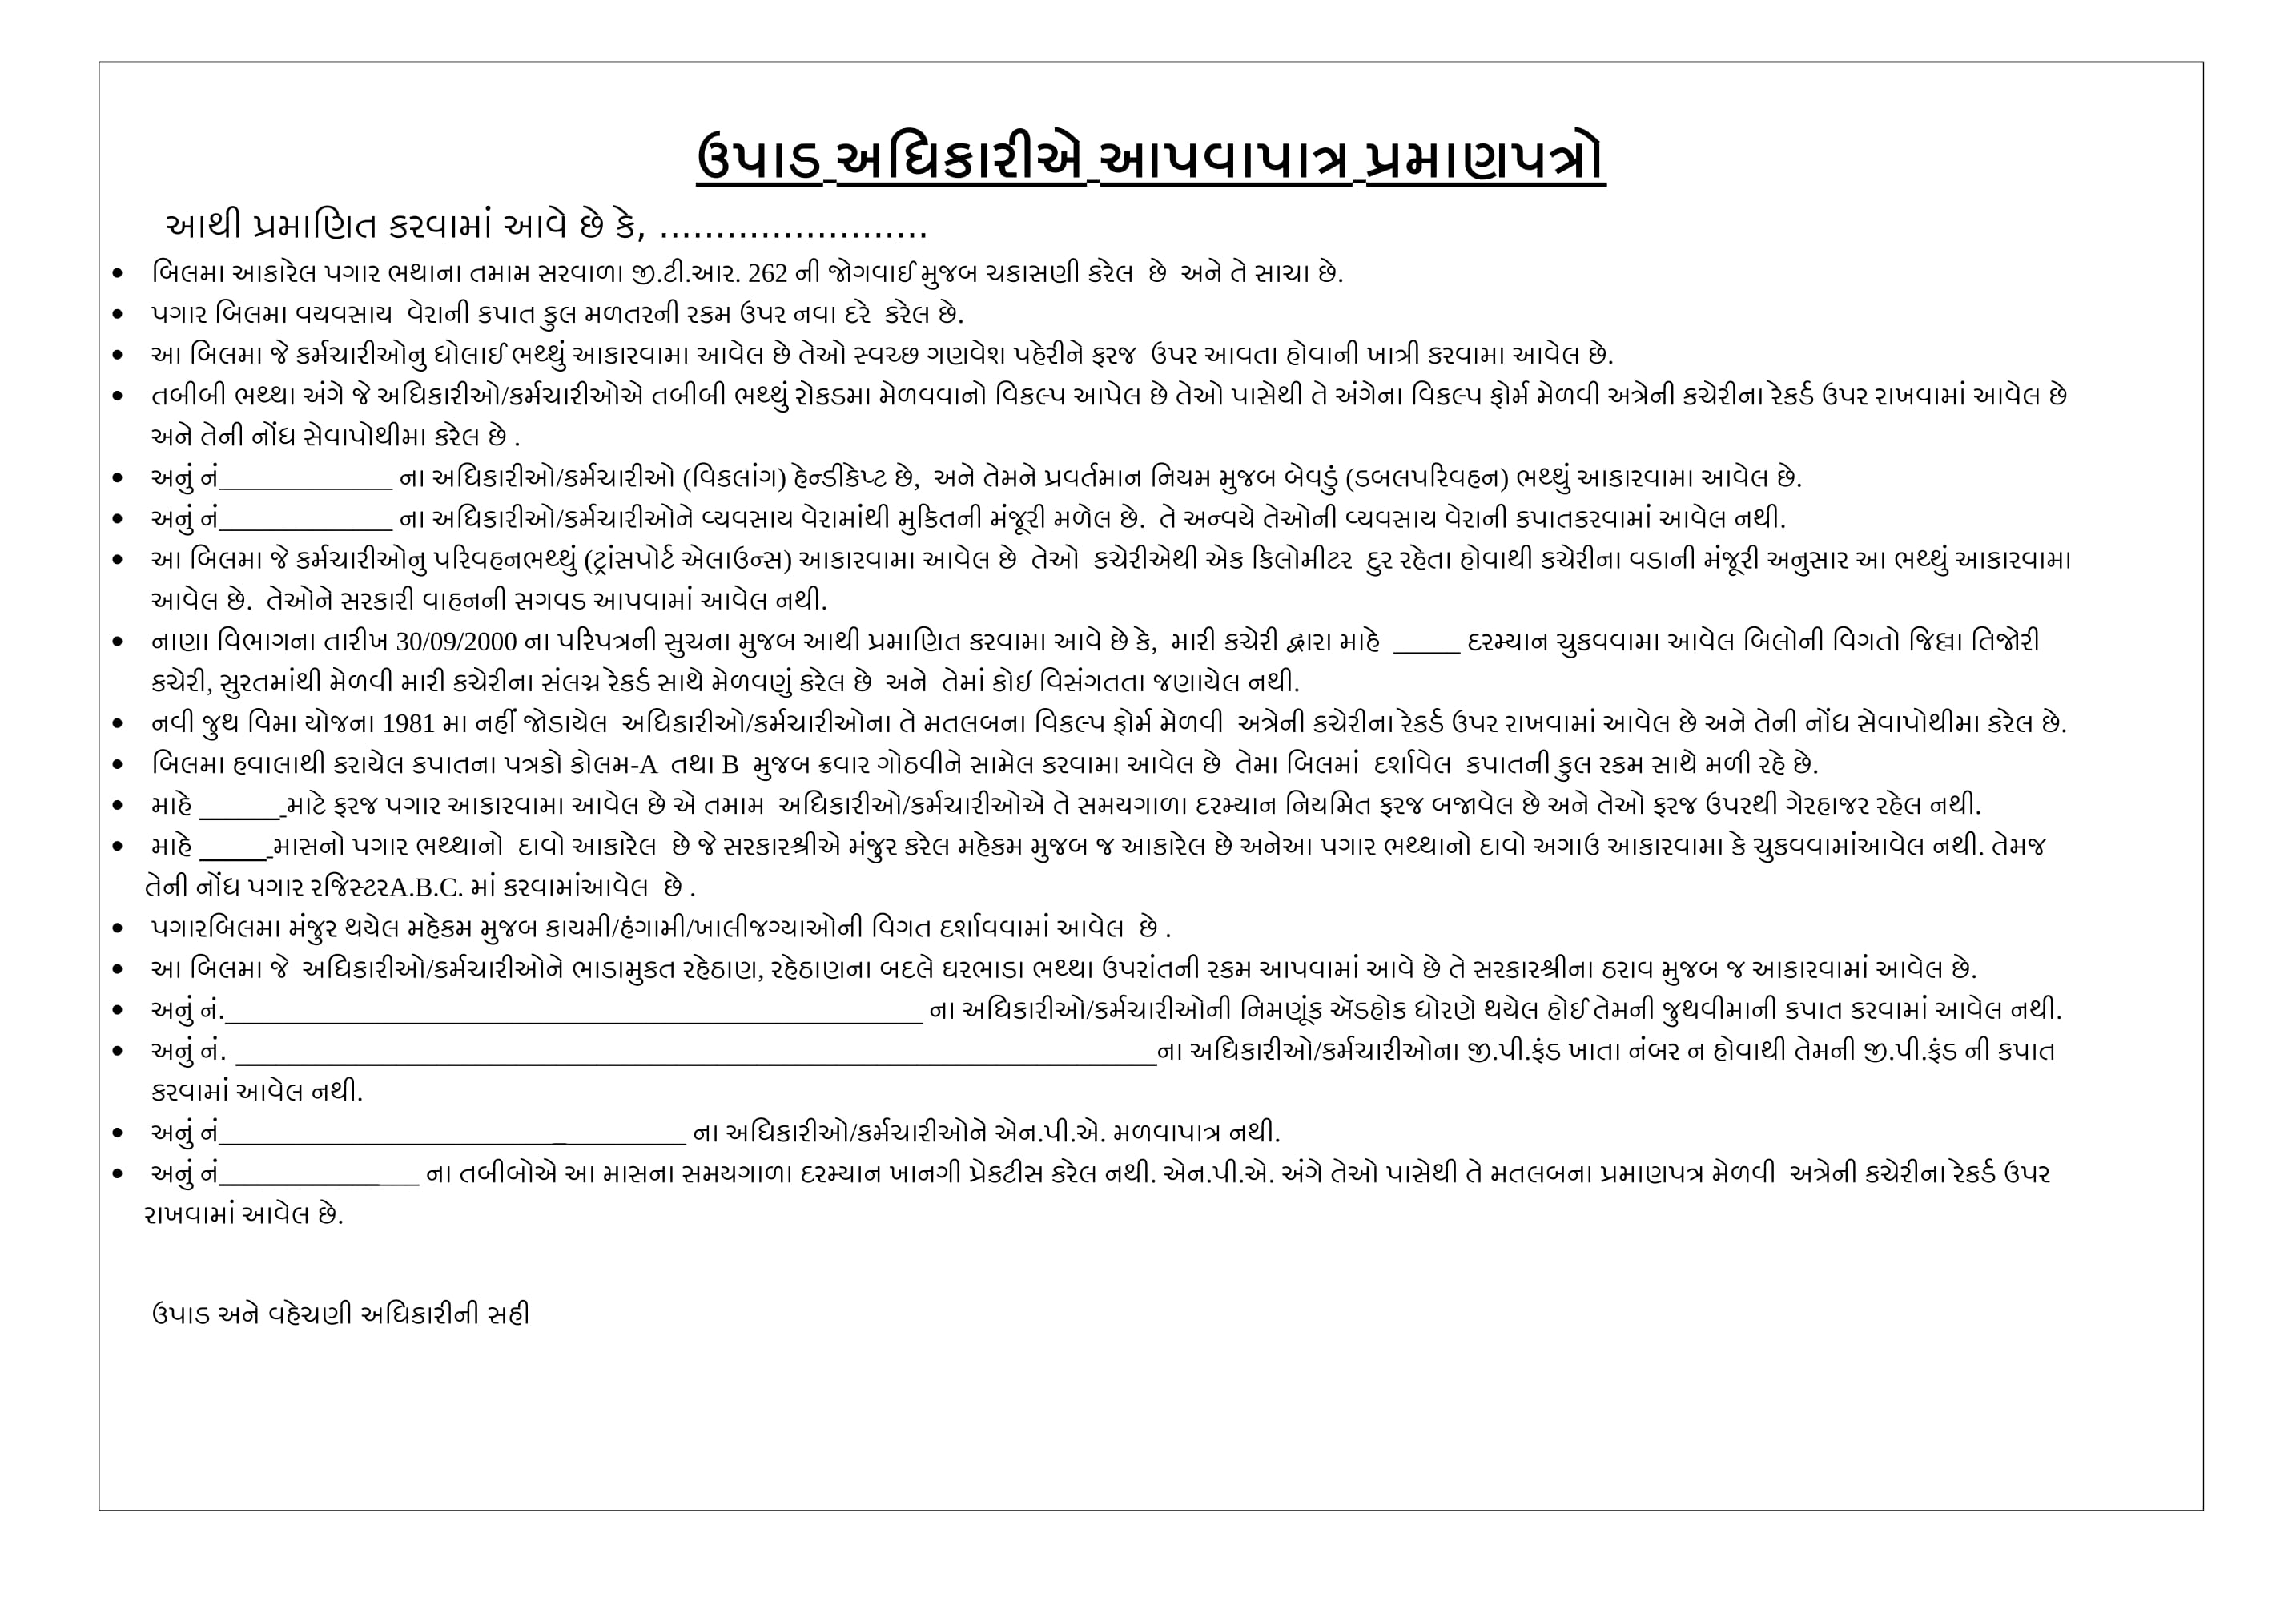 ઉપાડ અધિકારીએ આપવાપાત્ર પ્રમાણપત્રો
આથી પ્રમાણિત કરવામાં આવે છે કે, ........................
• બિલમા આકારેલ પગાર ભથાના તમામ સરવાળા જી.ટી.આર. 262 ની જોગવાઈ મુજબ ચકાસણી કરેલ છે અને તે સાચા છે.
• પગાર બિલમા વયવસાય વેરાની કપાત કુલ મળતરની રકમ ઉપર નવા દરે કરેલ છે.
• આ બિલમા જે કર્મચારીઓનુ ધોલાઈ ભથ્થું આકારવામા આવેલ છે તેઓ સ્વચ્છ ગણવેશ પહેરીને ફરજ ઉપર આવતા હોવાની ખાત્રી કરવામા આવેલ છે.
• તબીબી ભથ્થા અંગે જે અધિકારીઓ/કર્મચારીઓએ તબીબી ભથ્થું રોકડમા મેળવવાનો વિકલ્પ આપેલ છે તેઓ પાસેથી તે અંગેના વિકલ્પ ફોર્મ મેળવી અત્રેની કચેરીના રેકર્ડ ઉપર રાખવામાં આવેલ છે
અને તેની નોંધ સેવાપોથીમા કરેલ છે .
• અનું નં_____________ ના અધિકારીઓ/કર્મચારીઓ (વિકલાંગ) હેન્ડીકેપ્ટ છે, અને તેમને પ્રવર્તમાન નિયમ મુજબ બેવડું (ડબલપરિવહન) ભથ્થું આકારવામા આવેલ છે.
• અનું નં_____________ ના અધિકારીઓ/કર્મચારીઓને વ્યવસાય વેરામાંથી મુકિતની મંજૂરી મળેલ છે. તે અન્વયે તેઓની વ્યવસાય વેરાની કપાતકરવામાં આવેલ નથી.
• આ બિલમા જે કર્મચારીઓનુ પરિવહનભથ્થું (ટ્રાંસપોર્ટ એલાઉન્સ) આકારવામા આવેલ છે તેઓ કચેરીએથી એક કિલોમીટર દુર રહેતા હોવાથી કચેરીના વડાની મંજૂરી અનુસાર આ ભથ્થું આકારવામા
આવેલ છે. તેઓને સરકારી વાહનની સગવડ આપવામાં આવેલ નથી.
• નાણા વિભાગના તારીખ 30/09/2000 ના પરિપત્રની સુચના મુજબ આથી પ્રમાણિત કરવામા આવે છે કે, મારી કચેરી દ્વારા માહે _____ દરમ્યાન ચુકવવામા આવેલ બિલોની વિગતો જિલ્લા તિજોરી
કચેરી, સુરતમાંથી મેળવી મારી કચેરીના સંલગ્ન રેકર્ડ સાથે મેળવણું કરેલ છે અને તેમાં કોઈ વિસંગતતા જણાયેલ નથી.
• નવી જુથ વિમા યોજના 1981 મા નહીં જોડાયેલ અધિકારીઓ/કર્મચારીઓના તે મતલબના વિકલ્પ ફોર્મ મેળવી અત્રેની કચેરીના રેકર્ડ ઉપર રાખવામાં આવેલ છે અને તેની નોંધ સેવાપોથીમા કરેલ છે.
• બિલમા હવાલાથી કરાયેલ કપાતના પત્રકો કોલમ-A તથા B મુજબ ક્રવાર ગોઠવીને સામેલ કરવામા આવેલ છે તેમા બિલમાં દર્શાવેલ કપાતની કુલ રકમ સાથે મળી રહે છે.
• માહે ______ માટે ફરજ પગાર આકારવામા આવેલ છે એ તમામ અધિકારીઓ/કર્મચારીઓએ તે સમયગાળા દરમ્યાન નિયમિત ફરજ બજાવેલ છે અને તેઓ ફરજ ઉપરથી ગેરહાજર રહેલ નથી.
• માહે _____ માસનો પગાર ભથ્થાનો દાવો આકારેલ છે જે સરકારશ્રીએ મંજુર કરેલ મહેકમ મુજબ જ આકારેલ છે અનેઆ પગાર ભથ્થાનો દાવો અગાઉ આકારવામા કે ચુકવવામાંઆવેલ નથી. તેમજ
તેની નોંધ પગાર રજિસ્ટરA.B.C. માં કરવામાંઆવેલ છે .
• પગારબિલમા મંજુર થયેલ મહેકમ મુજબ કાયમી/હંગામી/ખાલીજગ્યાઓની વિગત દર્શાવવામાં આવેલ છે .
• આ બિલમા જે અધિકારીઓ/કર્મચારીઓને ભાડામુકત રહેઠાણ, રહેઠાણના બદલે ઘરભાડા ભથ્થા ઉપરાંતની રકમ આપવામાં આવે છે તે સરકારશ્રીના ઠરાવ મુજબ જ આકારવામાં આવેલ છે.
• અનું નં.____________________________________________________ ના અધિકારીઓ/કર્મચારીઓની નિમણૂંક ઍડહોક ધોરણે થયેલ હોઈ તેમની જુથવીમાની કપાત કરવામાં આવેલ નથી.
• અનું નં. _____________________________________________________________________ના અધિકારીઓ/કર્મચારીઓના જી.પી.ફંડ ખાતા નંબર ન હોવાથી તેમની જી.પી.ફંડ ની કપાત
કરવામાં આવેલ નથી.
• અનું નં___________________________________ ના અધિકારીઓ/કર્મચારીઓને એન.પી.એ. મળવાપાત્ર નથી.
• અનું નં_______________ ના તબીબોએ આ માસના સમયગાળા દરમ્યાન ખાનગી પ્રેકટીસ કરેલ નથી. એન.પી.એ. અંગે તેઓ પાસેથી તે મતલબના પ્રમાણપત્ર મેળવી અત્રેની કચેરીના રેકર્ડ ઉપર
રાખવામાં આવેલ છે.
ઉપાડ અને વહેચણી અધિકારીની સહી